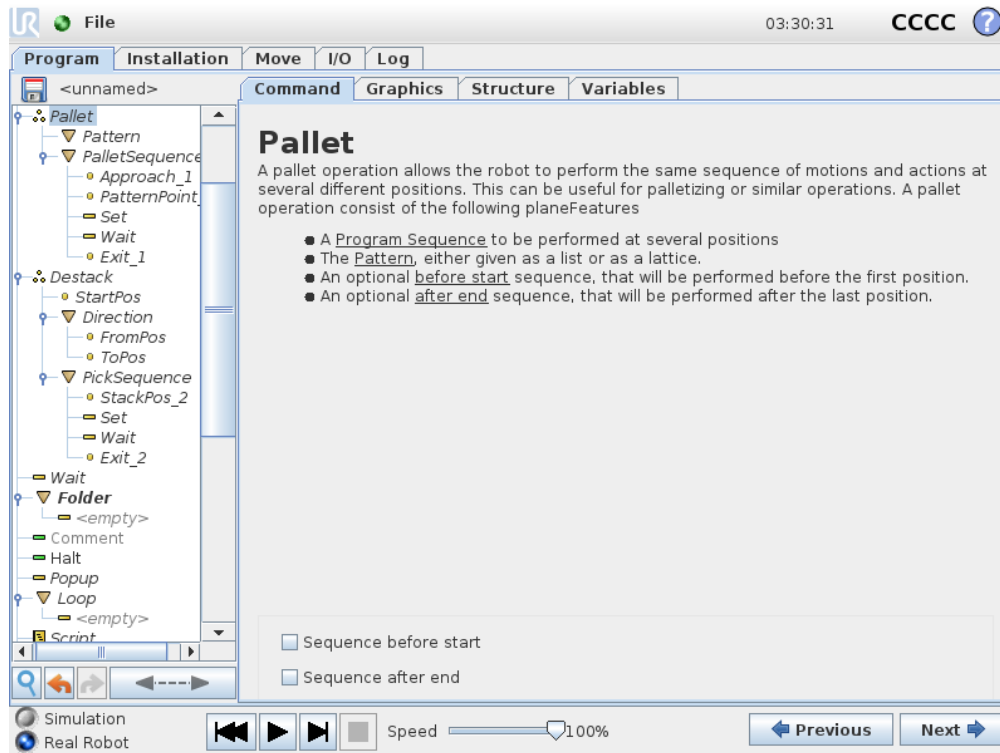 UR File 03:30:31 CCCC ?
Program Installation Move I/O Log
<unnamed> Command Graphics Structure Variables
Pallet
Pattern
PalletSequence
Approach_1
PatternPoint_
Set
Wait
Exit_1
Destack
StartPos
Direction
FromPos
ToPos
PickSequence
StackPos_2
Set
Wait
Exit_2
Wait
Folder
<empty>
Comment
Halt
Popup
Loop
<empty>
Script
Pallet
A pallet operation allows the robot to perform the same sequence of motions and actions at
several different positions. This can be useful for palletizing or similar operations. A pallet
operation consist of the following planeFeatures
A Program Sequence to be performed at several positions
The Pattern, either given as a list or as a lattice.
An optional before start sequence, that will be performed before the first position.
An optional after end sequence, that will be performed after the last position.
Sequence before start
Sequence after end
Simulation
Real Robot
Speed 100%
Previous Next